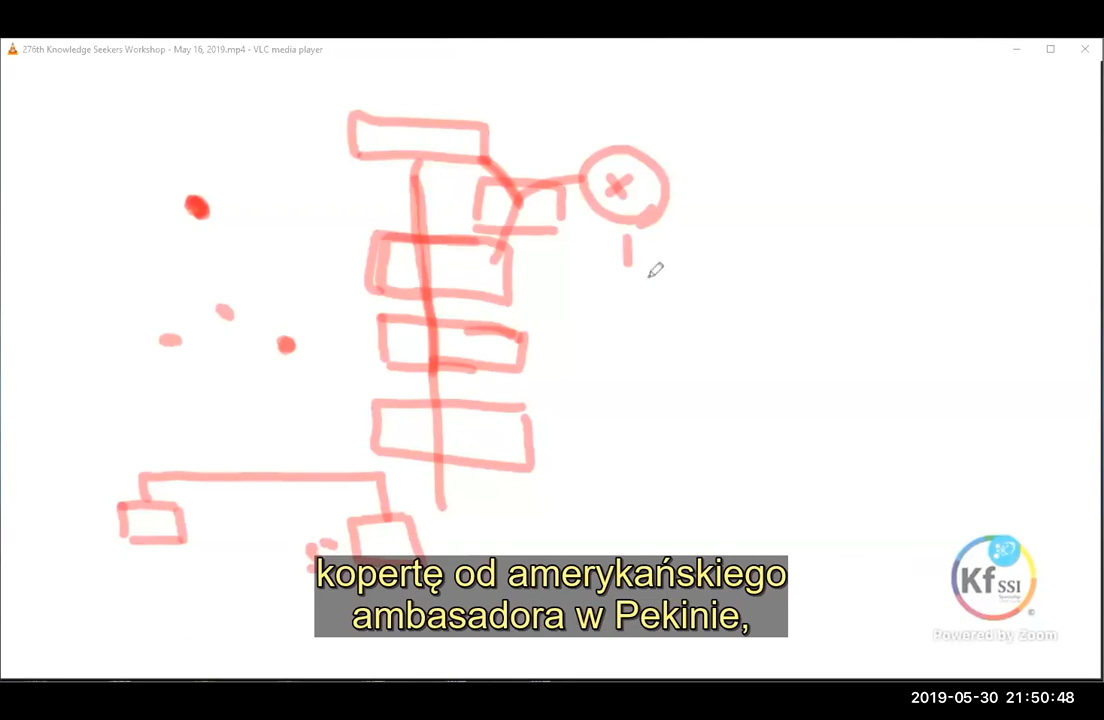 276th Knowledge Seekers Workshop - May 16, 2019.mp4 - VLC media player
kopertę od amerykańskiego
ambasadora w Pekinie,
Kf SSI
Powered by Zoom
2019-05-30 21:50:48